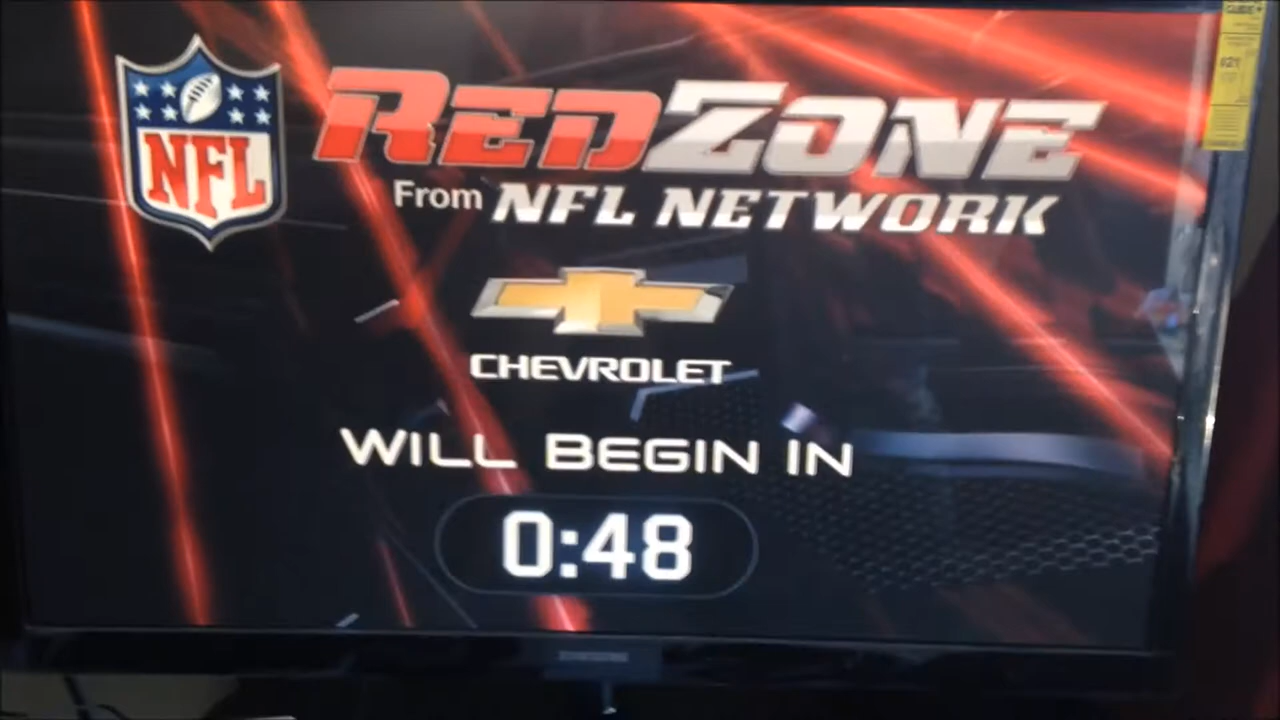 NFL
REDZONE
From NFL NETWORK
CHEVROLET
WILL BEGIN IN
0:48